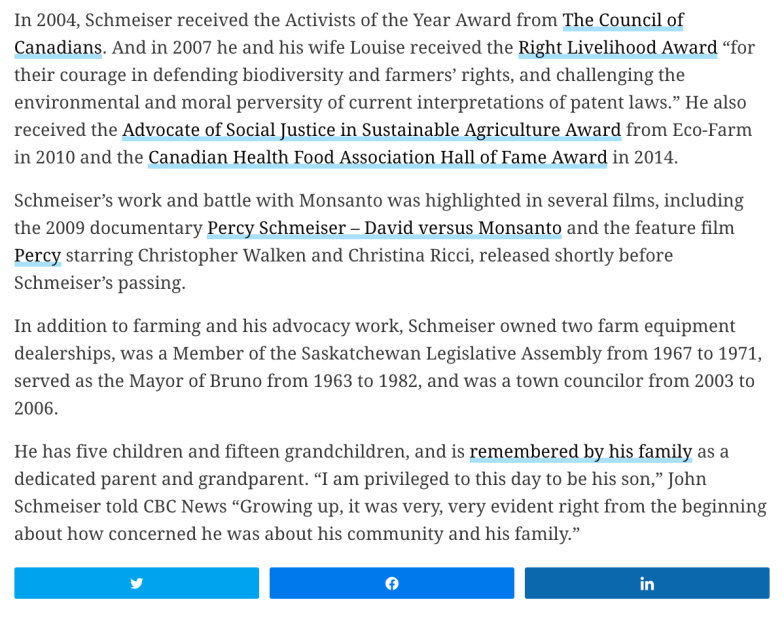 In 2004, Schmeiser received the Activists of the Year Award from The Council of
Canadians. And in 2007 he and his wife Louise received the Right Livelihood Award “for
their courage in defending biodiversity and farmers’ rights, and challenging the
environmental and moral perversity of current interpretations of patent laws.” He also
received the Advocate of Social Justice in Sustainable Agriculture Award from Eco-Farm
in 2010 and the Canadian Health Food Association Hall of Fame Award in 2014.
Schmeiser’s work and battle with Monsanto was highlighted in several films, including
the 2009 documentary Percy Schmeiser – David versus Monsanto and the feature film
Percy starring Christopher Walken and Christina Ricci, released shortly before
Schmeiser’s passing.
In addition to farming and his advocacy work, Schmeiser owned two farm equipment
dealerships, was a Member of the Saskatchewan Legislative Assembly from 1967 to 1971,
served as the Mayor of Bruno from 1963 to 1982, and was a town councilor from 2003 to
2006.
He has five children and fifteen grandchildren, and is remembered by his family as a
dedicated parent and grandparent. “I am privileged to this day to be his son,” John
Schmeiser told CBC News “Growing up, it was very, very evident right from the beginning
about how concerned he was about his community and his family.”